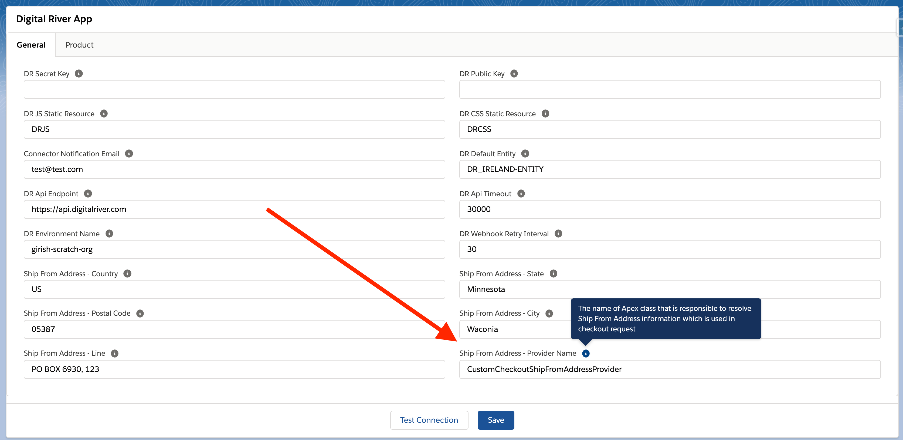 Digital River App
General Product
DR Secret Key DR Public Key
DR JS Static Resource DR CSS Static Resource
DRJS DRCSS
Connector Notification Email DR Default Entity
test@test.com DR_IRELAND-ENTITY
DR Api Endpoint DR Api Timeout
https://api.digitalriver.com 30000
DR Environment Name DR Webhook Retry Interval
girish-scratch-org 30
Ship From Address - Country Ship From Address - State
US Minnesota
The name of Apex class that is responsible to resolve
Ship From Address information which is used in
checkout request
Ship From Address - Postal Code Ship From Address - City
05387 Waconia
Ship From Address - Line Ship From Address - Provider Name
PO BOX 6930, 123 CustomCheckoutShipFromAddressProvider
Test Connection Save